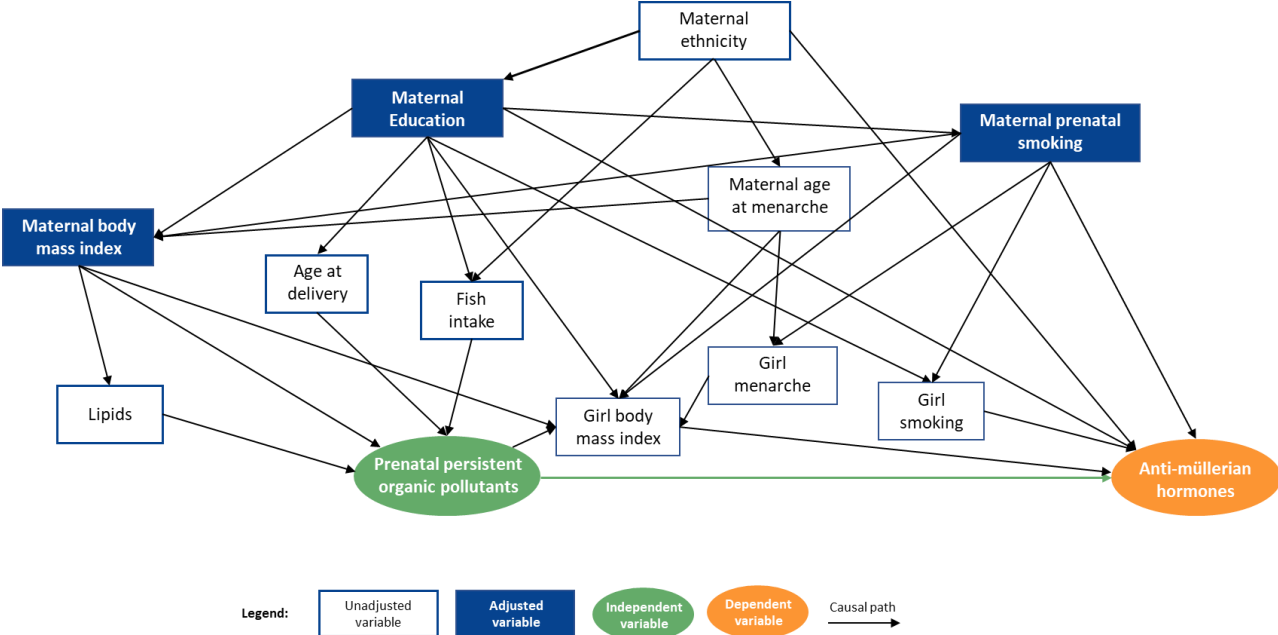 Maternal
ethnicity
Maternal
Education
Maternal prenatal
smoking
Maternal age
at menarche
Maternal body
mass index
Age at
delivery
Fish
intake
Girl
menarche
Lipids
Girl body
mass index
Girl
smoking
Prenatal persistent
organic pollutants
Anti-müllerian
hormones
Legend:
Unadjusted
variable
Adjusted
variable
Independent
variable
Dependent
variable
Causal path